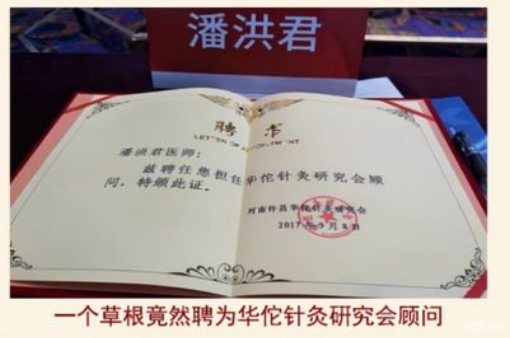 潘洪君
聘书
LETTER OF APPOINTMENT
潘洪君医师:
兹聘任您担任华佗针灸研究会顾
问,特颁此证。
河南许昌华佗针灸研究会
2017年9月8日
一个草根竟然聘为华佗针灸研究会顾问